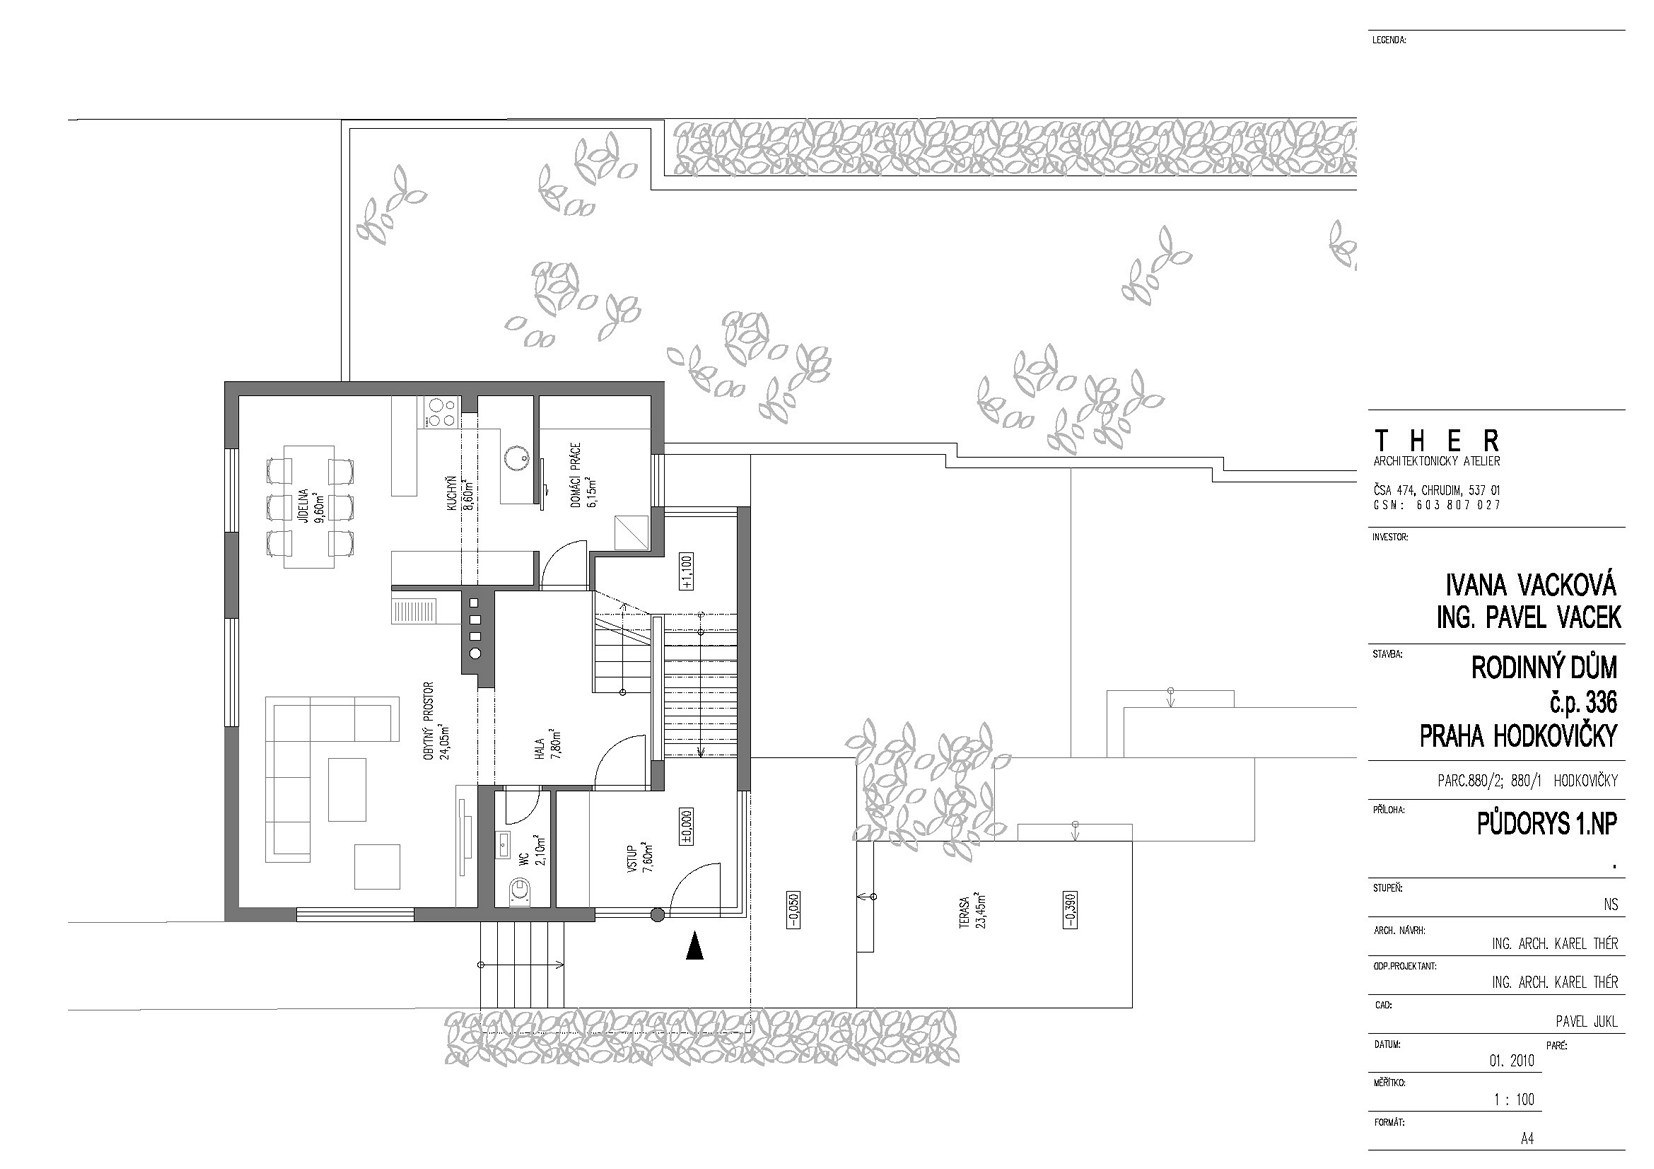 LEGENDA:
JÍDELNA
9,60m²
KUCHYŇ
8,60m²
DOMÁCÍ PRÁCE
6,15m²
+1,100
OBYTNÝ PROSTOR
24,05m²
HALA
7,80m²
WC
2,10m²
VSTUP
7,60m²
±0,000
-0,050
TERASA
23,45m²
-0,390
THER
ARCHITEKTONICKY ATELIER
ČSA 474, CHRUDIM, 537 01
GSM: 603 807 027
INVESTOR:
IVANA VACKOVÁ
ING. PAVEL VACEK
STAVBA:
RODINNÝ DŮM
č.p. 336
PRAHA HODKOVIČKY
PARC.880/2; 880/1 HODKOVIČKY
PŘÍLOHA:
PŮDORYS 1.NP
.
STUPEŇ:
NS
ARCH. NÁVRH:
ING. ARCH. KAREL THÉR
ODP.PROJEKTANT:
ING. ARCH. KAREL THÉR
CAD:
PAVEL JUKL
DATUM:
PARÉ:
01. 2010
MĚŘÍTKO:
1 : 100
FORMÁT:
A4